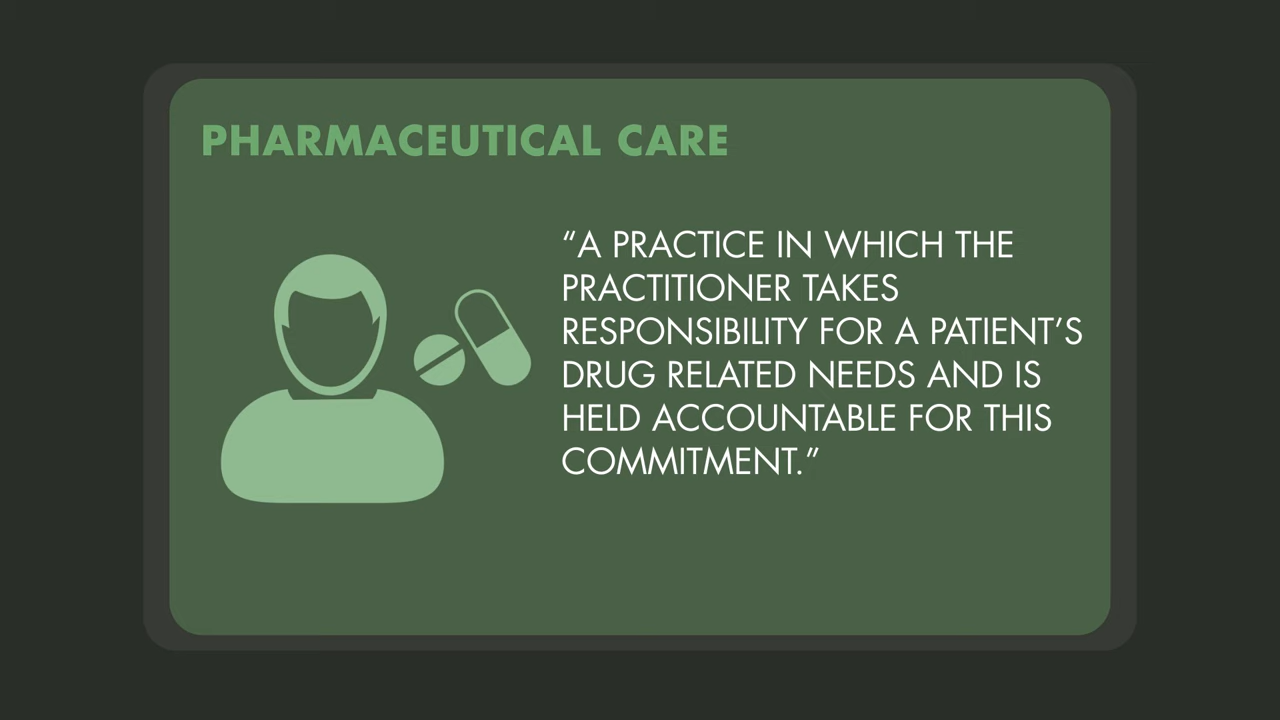 PHARMACEUTICAL CARE
“A PRACTICE IN WHICH THE
PRACTITIONER TAKES
RESPONSIBILITY FOR A PATIENT’S
DRUG RELATED NEEDS AND IS
HELD ACCOUNTABLE FOR THIS
COMMITMENT.”